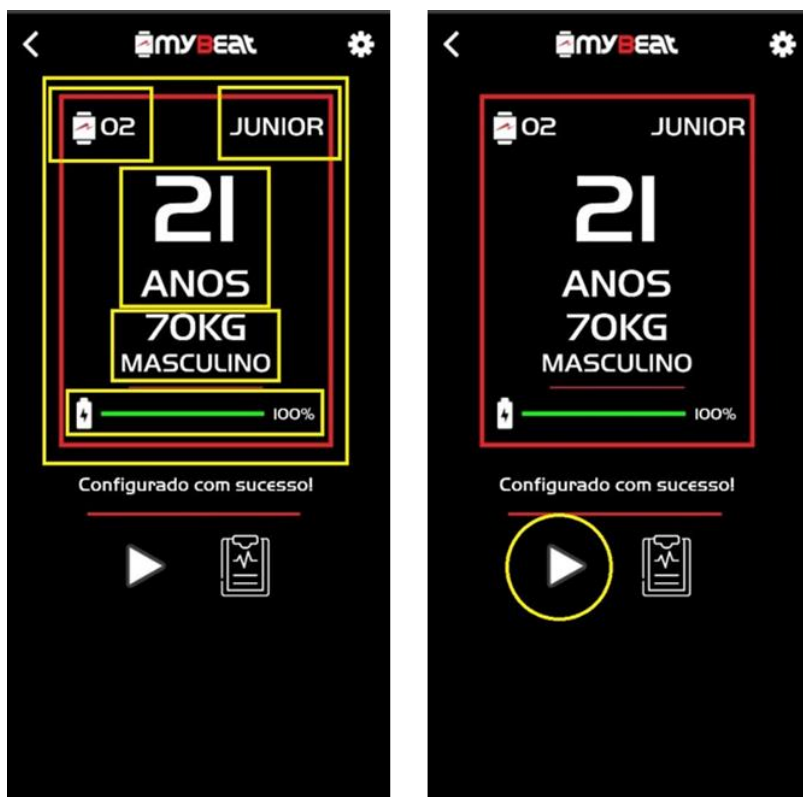 myBEat
02 JUNIOR
21
ANOS
70KG
MASCULINO
100%
Configurado com sucesso!
myBEat
02 JUNIOR
21
ANOS
70KG
MASCULINO
100%
Configurado com sucesso!